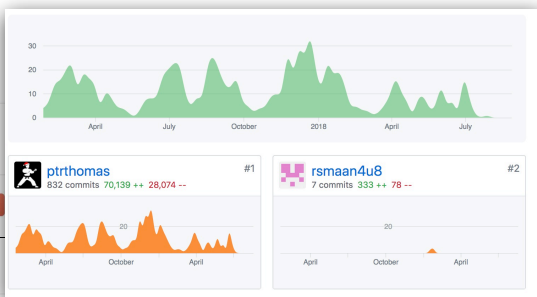 30
20
10
0
April July October 2018 April July
ptrthomas #1
832 commits 70,139 ++ 28,074 --
20
April October April
rsmaan4u8 #2
7 commits 333 ++ 78 --
20
April October April